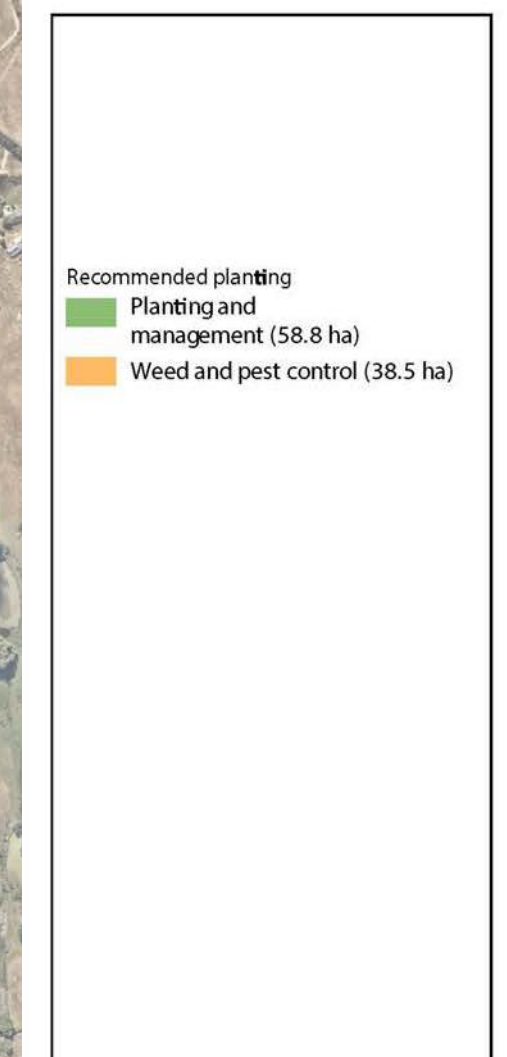 Recommended planting
Planting and
management (58.8 ha)
Weed and pest control (38.5 ha)